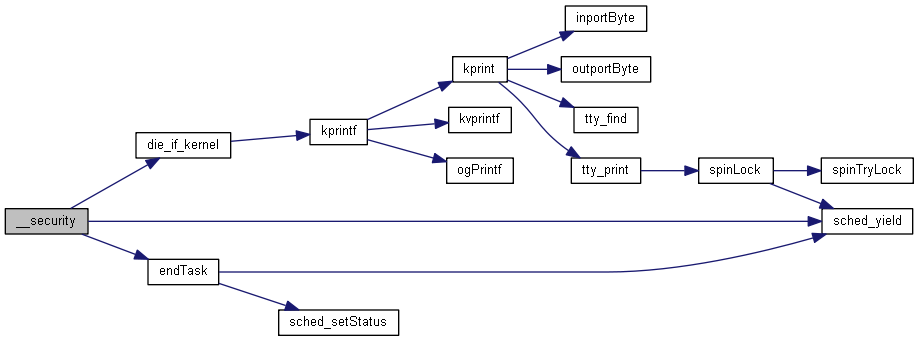 inportByte
kprint
outportByte
kvprintf
tty_find
die_if_kernel
kprintf
ogPrintf
tty_print
spinLock
spinTryLock
__security
sched_yield
endTask
sched_setStatus